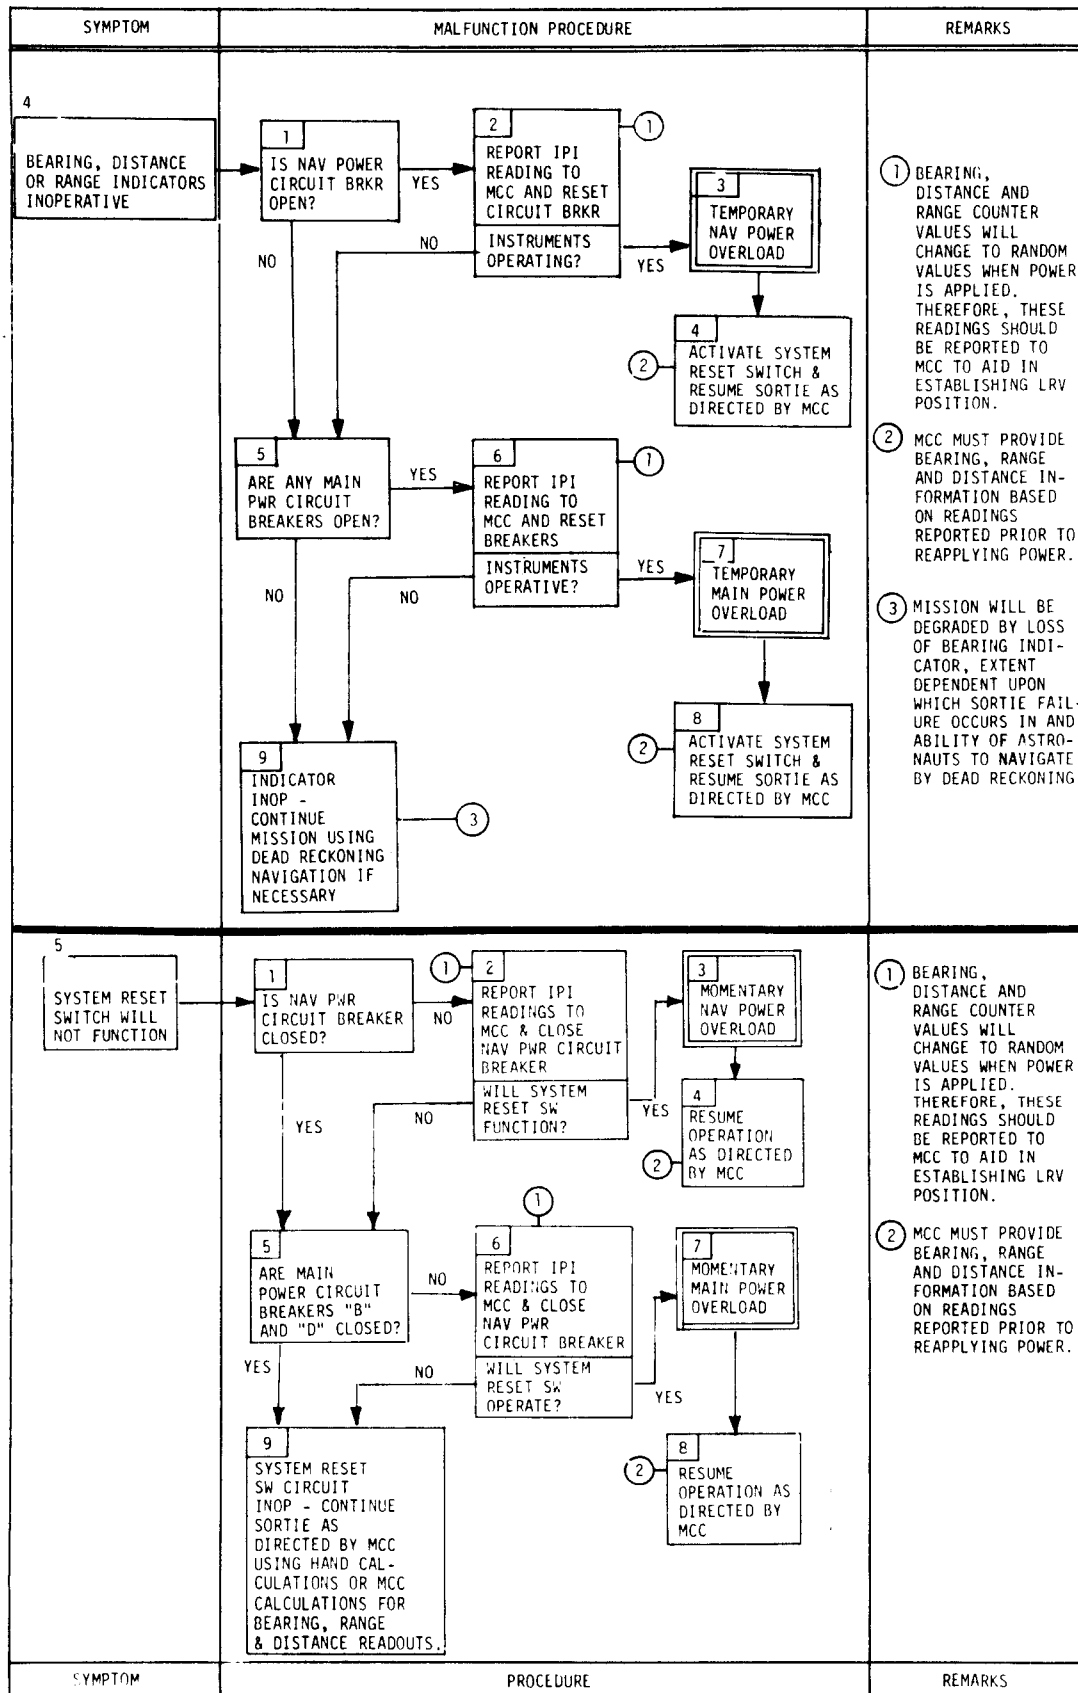 SYMPTOM
MALFUNCTION PROCEDURE
REMARKS
4
BEARING, DISTANCE
OR RANGE INDICATORS
INOPERATIVE
1
IS NAV POWER
CIRCUIT BRKR
OPEN?
YES
NO
2
1
REPORT IPI
READING TO
MCC AND RESET
CIRCUIT BRKR
INSTRUMENTS
OPERATING?
NO
YES
3
TEMPORARY
NAV POWER
OVERLOAD
4
2
ACTIVATE SYSTEM
RESET SWITCH &
RESUME SORTIE AS
DIRECTED BY MCC
5
ARE ANY MAIN
PWR CIRCUIT
BREAKERS OPEN?
YES
NO
6
1
REPORT IPI
READING TO
MCC AND RESET
BREAKERS
INSTRUMENTS
OPERATIVE?
NO
YES
7
TEMPORARY
MAIN POWER
OVERLOAD
8
2
ACTIVATE SYSTEM
RESET SWITCH &
RESUME SORTIE AS
DIRECTED BY MCC
9
INDICATOR
INOP -
CONTINUE
MISSION USING
DEAD RECKONING
NAVIGATION IF
NECESSARY
3
1 BEARING,
DISTANCE AND
RANGE COUNTER
VALUES WILL
CHANGE TO RANDOM
VALUES WHEN POWER
IS APPLIED.
THEREFORE, THESE
READINGS SHOULD
BE REPORTED TO
MCC TO AID IN
ESTABLISHING LRV
POSITION.
2 MCC MUST PROVIDE
BEARING, RANGE
AND DISTANCE IN-
FORMATION BASED
ON READINGS
REPORTED PRIOR TO
REAPPLYING POWER.
3 MISSION WILL BE
DEGRADED BY LOSS
OF BEARING INDI-
CATOR, EXTENT
DEPENDENT UPON
WHICH SORTIE FAIL-
URE OCCURS IN AND
ABILITY OF ASTRO-
NAUTS TO NAVIGATE
BY DEAD RECKONING
5
SYSTEM RESET
SWITCH WILL
NOT FUNCTION
1
IS NAV PWR
CIRCUIT BREAKER
CLOSED?
NO
YES
1
2
REPORT IPI
READINGS TO
MCC & CLOSE
NAV PWR CIRCUIT
BREAKER
WILL SYSTEM
RESET SW
FUNCTION?
NO
YES
3
MOMENTARY
NAV POWER
OVERLOAD
4
2
RESUME
OPERATION
AS DIRECTED
BY MCC
5
ARE MAIN
POWER CIRCUIT
BREAKERS "B"
AND "D" CLOSED?
NO
YES
1
6
REPORT IPI
READINGS TO
MCC & CLOSE
NAV PWR
CIRCUIT BREAKER
WILL SYSTEM
RESET SW
OPERATE?
NO
YES
7
MOMENTARY
MAIN POWER
OVERLOAD
8
2
RESUME
OPERATION AS
DIRECTED BY
MCC
9
SYSTEM RESET
SW CIRCUIT
INOP - CONTINUE
SORTIE AS
DIRECTED BY MCC
USING HAND CAL-
CULATIONS OR MCC
CALCULATIONS FOR
BEARING, RANGE
& DISTANCE READOUTS.
1 BEARING,
DISTANCE AND
RANGE COUNTER
VALUES WILL
CHANGE TO RANDOM
VALUES WHEN POWER
IS APPLIED.
THEREFORE, THESE
READINGS SHOULD
BE REPORTED TO
MCC TO AID IN
ESTABLISHING LRV
POSITION.
2 MCC MUST PROVIDE
BEARING, RANGE
AND DISTANCE IN-
FORMATION BASED
ON READINGS
REPORTED PRIOR TO
REAPPLYING POWER.
SYMPTOM
PROCEDURE
REMARKS